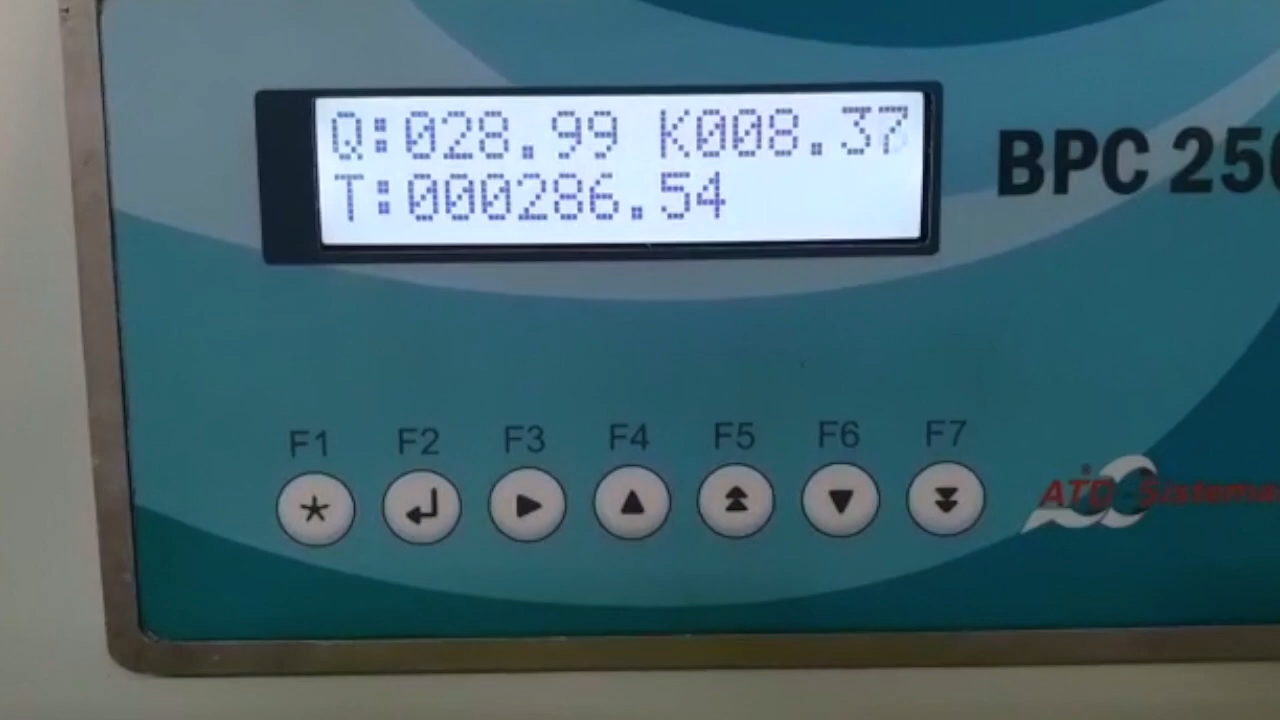 Q:028.99 K008.37
T:000286.54
BPC 250
F1 F2 F3 F4 F5 F6 F7
ATD Sistema